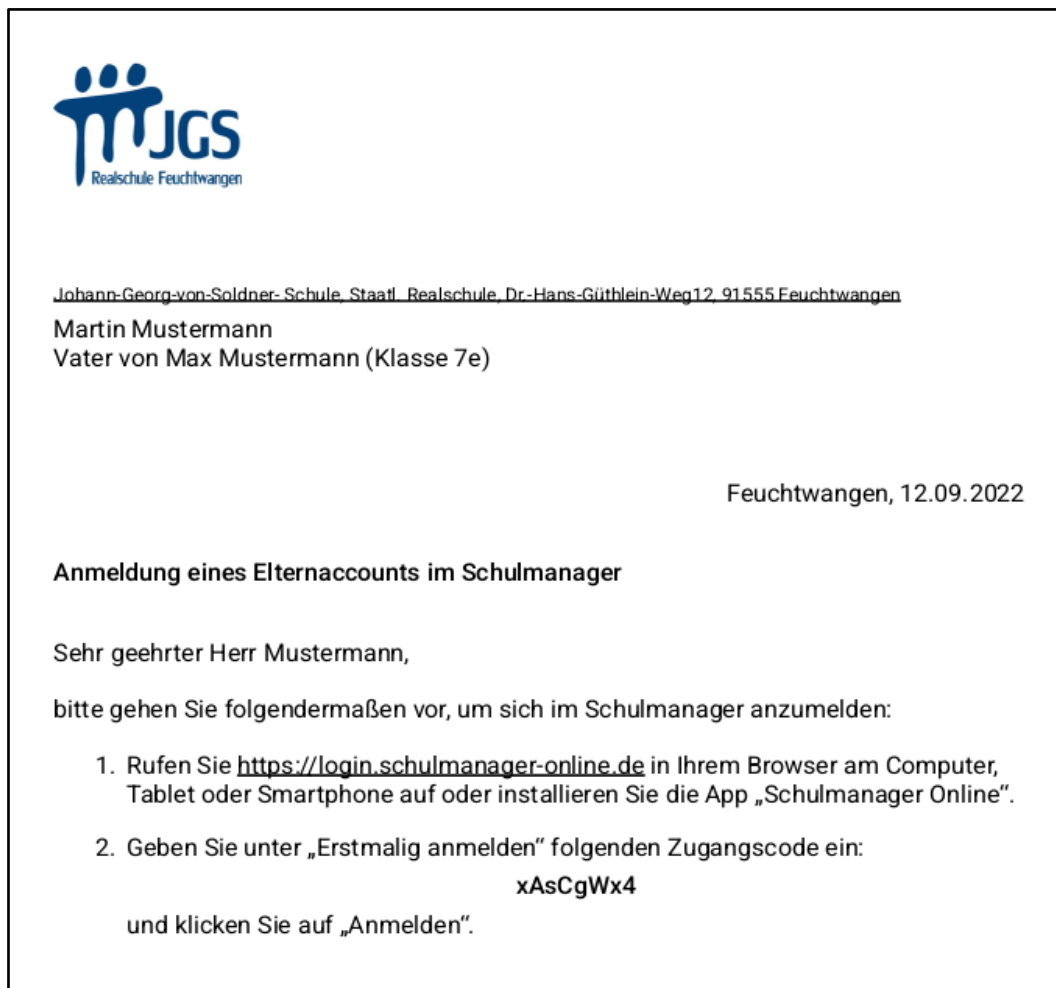 JGS
Realschule Feuchtwangen
Johann-Georg-von-Soldner- Schule, Staatl. Realschule, Dr.-Hans-Güthlein-Weg12, 91555 Feuchtwangen
Martin Mustermann
Vater von Max Mustermann (Klasse 7e)
Feuchtwangen, 12.09.2022
Anmeldung eines Elternaccounts im Schulmanager
Sehr geehrter Herr Mustermann,
bitte gehen Sie folgendermaßen vor, um sich im Schulmanager anzumelden:
1. Rufen Sie https://login.schulmanager-online.de in Ihrem Browser am Computer,
Tablet oder Smartphone auf oder installieren Sie die App „Schulmanager Online“.
2. Geben Sie unter „Erstmalig anmelden“ folgenden Zugangscode ein:
xAsCgWx4
und klicken Sie auf „Anmelden“.